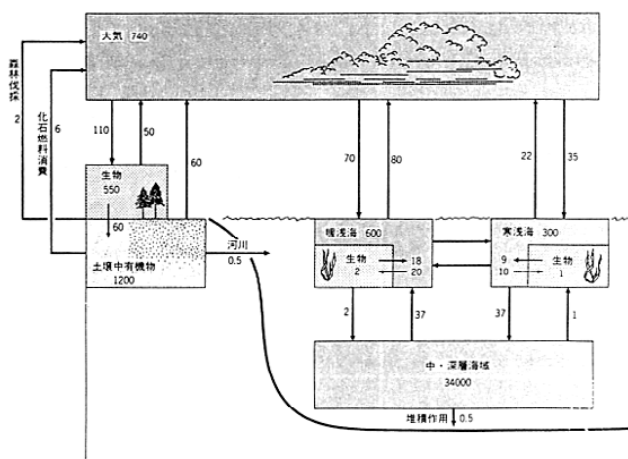 大気 740
森林伐採
2
化石燃料消費
6
110
50
60
70
80
22
35
生物
550
60
土壌中有機物
1200
河川
0.5
暖浅海 600
生物
2
18
20
寒浅海 300
9
10
生物
1
2
37
37
1
中・深層海域
34000
堆積作用 0.5